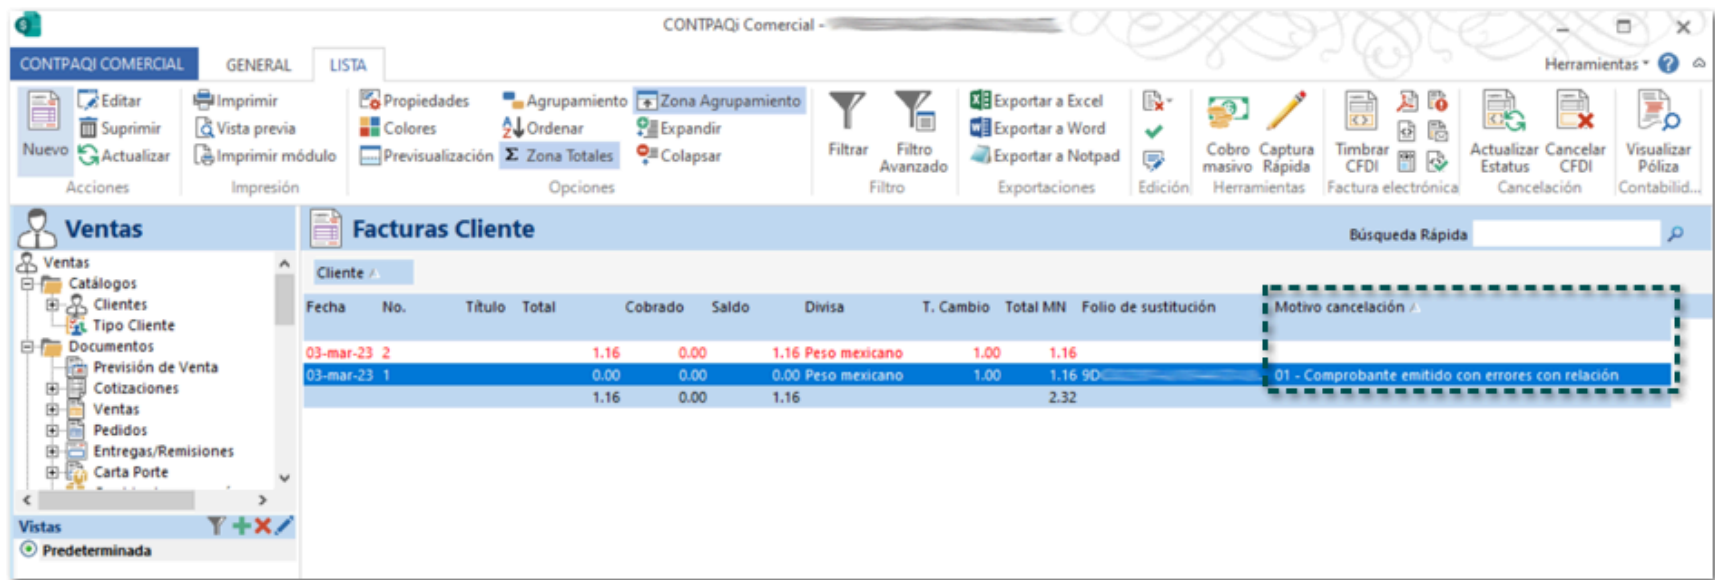 CONTPAQi Comercial -
CONTPAQI COMERCIAL GENERAL LISTA Herramientas
Nuevo
Editar
Suprimir
Actualizar
Acciones
Imprimir
Vista previa
Imprimir módulo
Impresión
Propiedades
Colores
Previsualización
Agrupamiento
Ordenar
Σ Zona Totales
Zona Agrupamiento
Expandir
Colapsar
Opciones
Filtrar
Filtro
Avanzado
Filtro
Exportar a Excel
Exportar a Word
Exportar a Notpad
Exportaciones
Edición
Cobro
masivo
Captura
Rápida
Herramientas
Timbrar
CFDI
Factura electrónica
Actualizar
Estatus
Cancelar
CFDI
Cancelación
Visualizar
Póliza
Contabilid...
Ventas
Ventas
Catálogos
Clientes
Tipo Cliente
Documentos
Previsión de Venta
Cotizaciones
Ventas
Pedidos
Entregas/Remisiones
Carta Porte
Vistas
Predeterminada
Facturas Cliente
Búsqueda Rápida
Cliente
Fecha No. Título Total Cobrado Saldo Divisa T. Cambio Total MN Folio de sustitución Motivo cancelación
03-mar-23 2 1.16 0.00 1.16 Peso mexicano 1.00 1.16
03-mar-23 1 0.00 0.00 0.00 Peso mexicano 1.00 1.16 9D 01 - Comprobante emitido con errores con relación
1.16 0.00 1.16 2.32